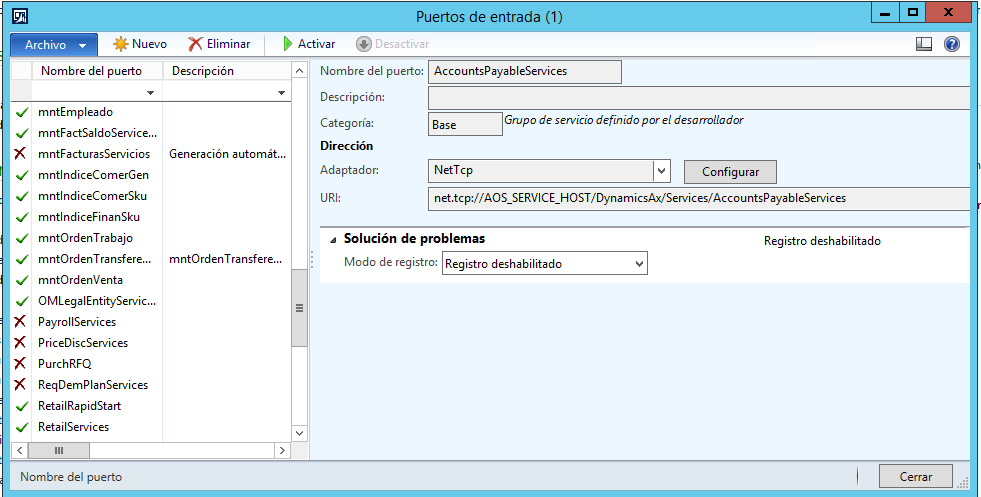 Puertos de entrada (1)
Archivo Nuevo Eliminar Activar Desactivar
Nombre del puerto Descripción
mntEmpleado
mntFactSaldoService...
mntFacturasServicios Generación automát...
mntIndiceComerGen
mntIndiceComerSku
mntIndiceFinanSku
mntOrdenTrabajo
mntOrdenTransfere... mntOrdenTransfere...
mntOrdenVenta
OMLegalEntityServic...
PayrollServices
PriceDiscServices
PurchRFQ
ReqDemPlanServices
RetailRapidStart
RetailServices
Nombre del puerto: AccountsPayableServices
Descripción:
Categoría: Base Grupo de servicio definido por el desarrollador
Dirección
Adaptador: NetTcp Configurar
URI: net.tcp://AOS_SERVICE_HOST/DynamicsAx/Services/AccountsPayableServices
Solución de problemas Registro deshabilitado
Modo de registro: Registro deshabilitado
Nombre del puerto Cerrar